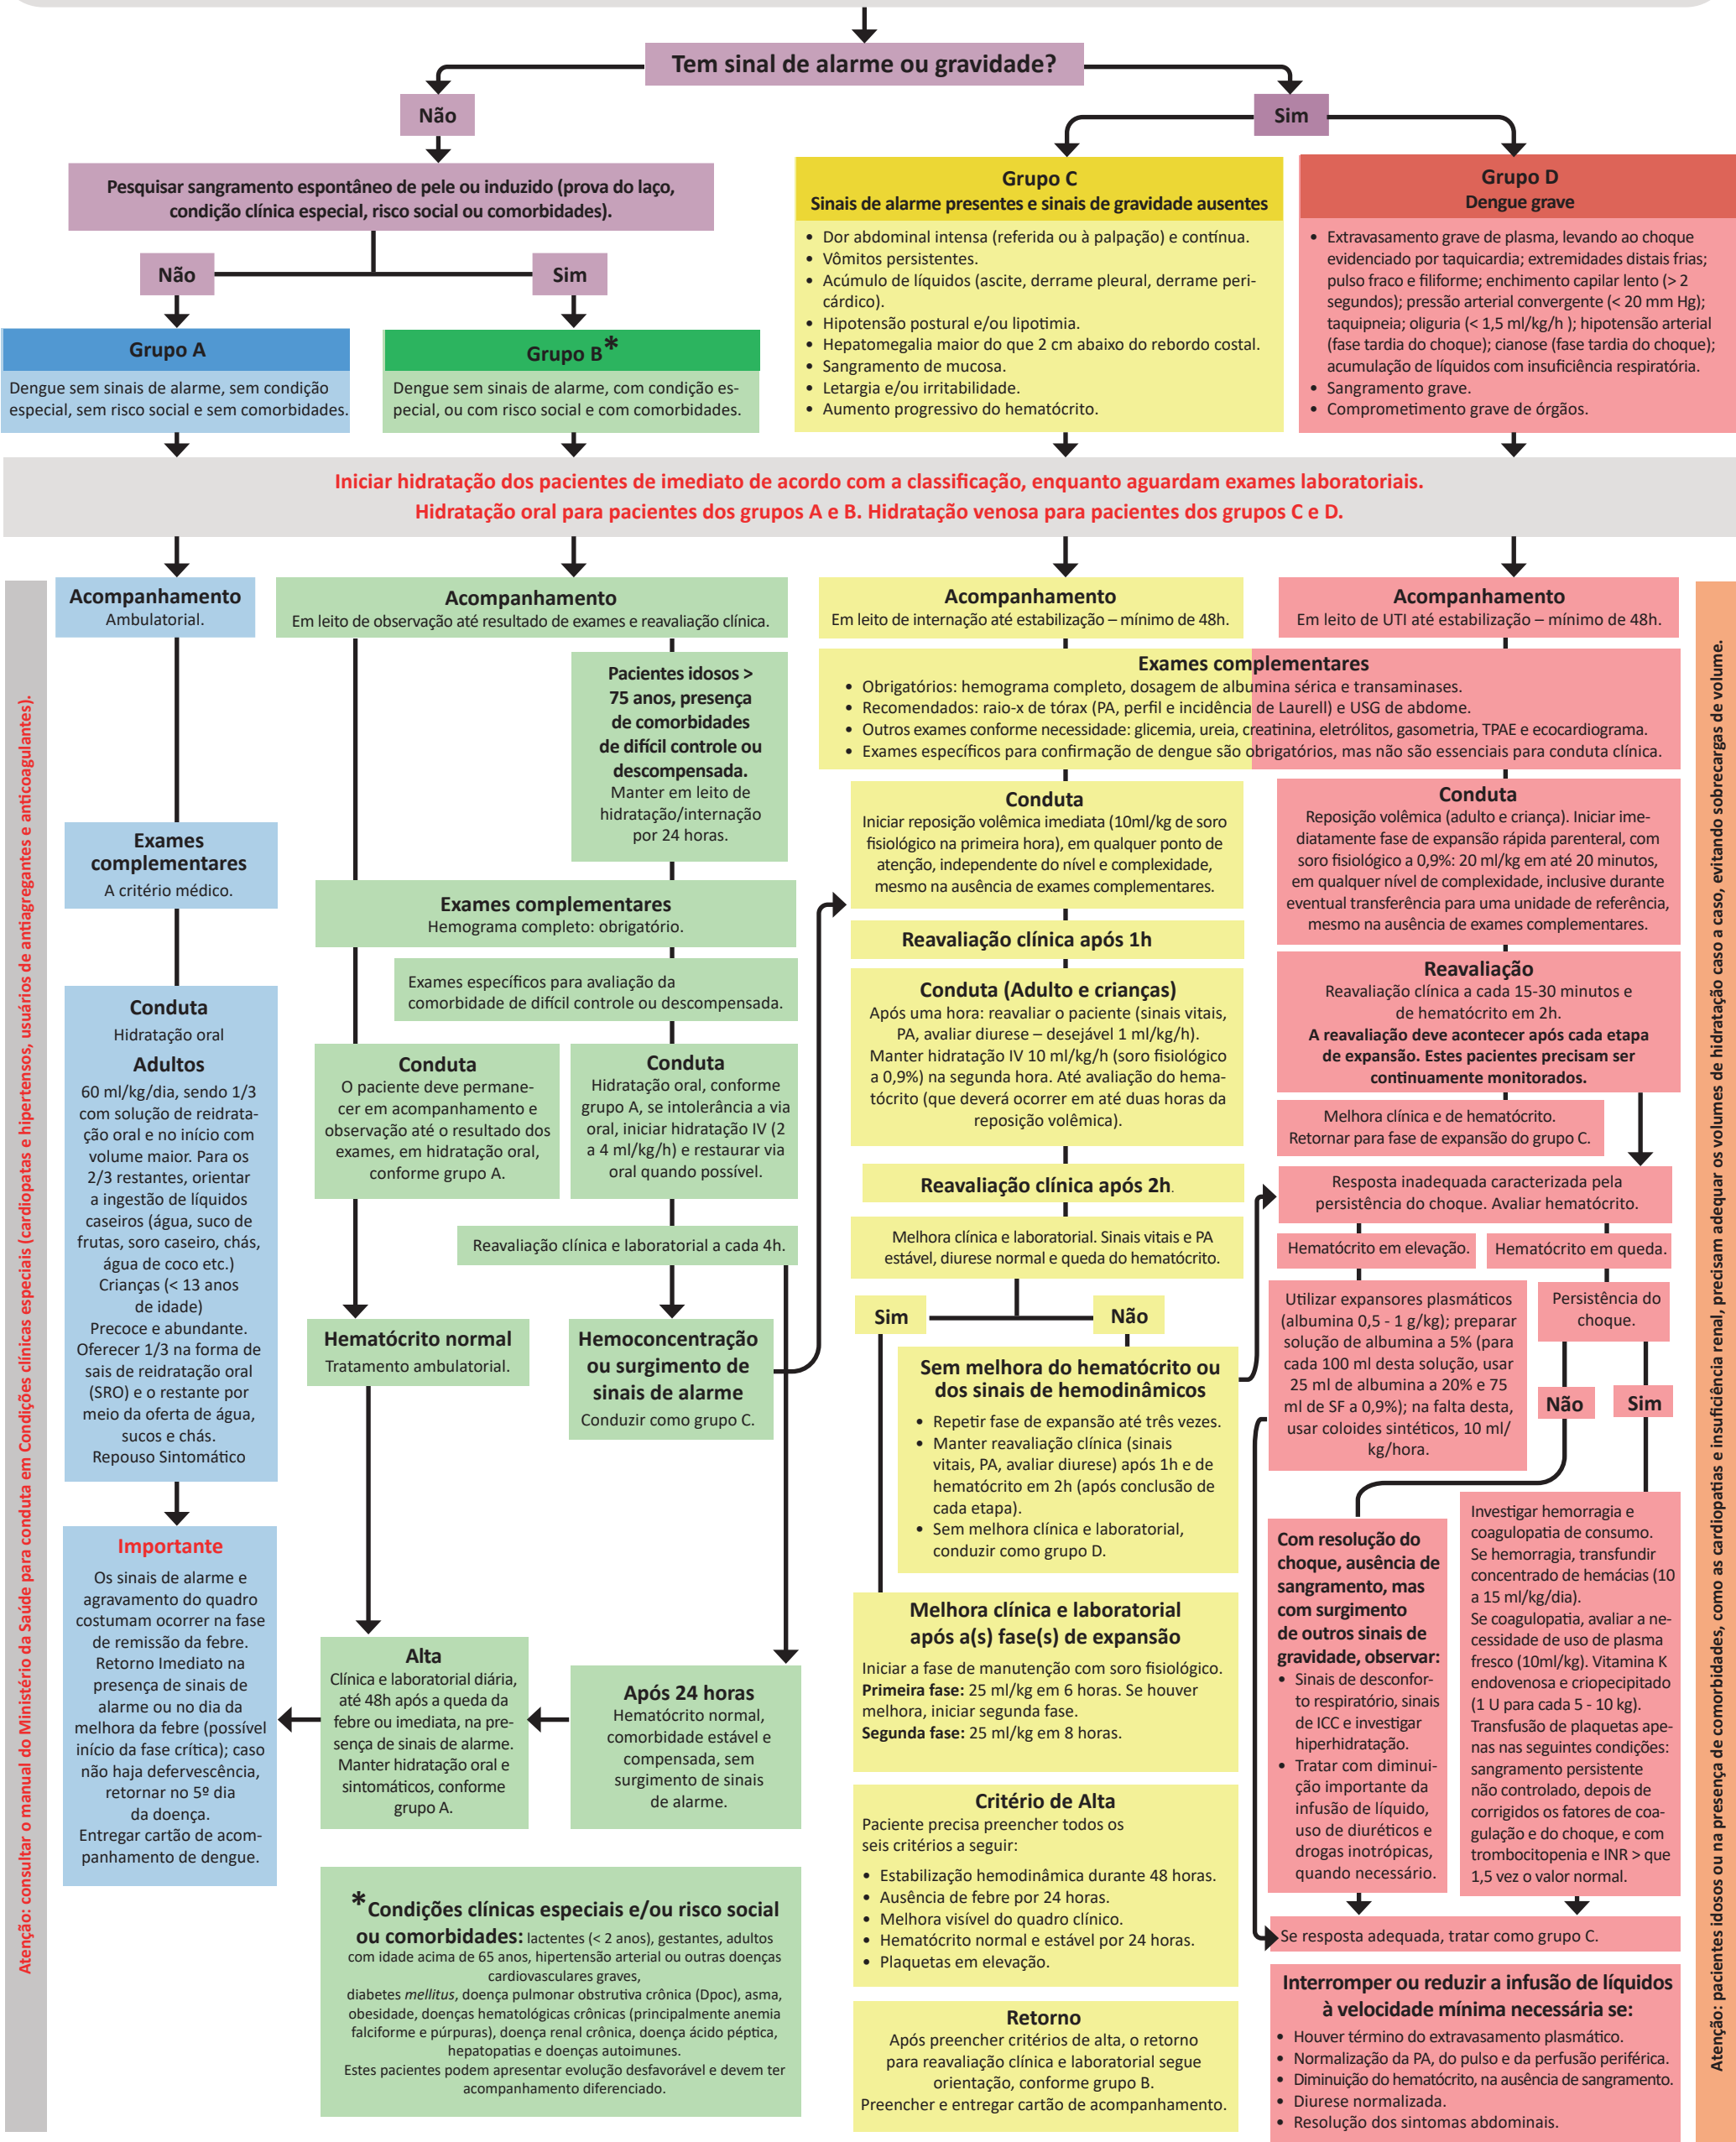 Tem sinal de alarme ou gravidade?
Não
Sim
Pesquisar sangramento espontâneo de pele ou induzido (prova do laço,
condição clínica especial, risco social ou comorbidades).
Não
Sim
Grupo A
Dengue sem sinais de alarme, sem condição
especial, sem risco social e sem comorbidades.
Grupo B*
Dengue sem sinais de alarme, com condição es-
pecial, ou com risco social e com comorbidades.
Grupo C
Sinais de alarme presentes e sinais de gravidade ausentes
• Dor abdominal intensa (referida ou à palpação) e contínua.
• Vômitos persistentes.
• Acúmulo de líquidos (ascite, derrame pleural, derrame peri-
cárdico).
• Hipotensão postural e/ou lipotimia.
• Hepatomegalia maior do que 2 cm abaixo do rebordo costal.
• Sangramento de mucosa.
• Letargia e/ou irritabilidade.
• Aumento progressivo do hematócrito.
Grupo D
Dengue grave
• Extravasamento grave de plasma, levando ao choque
evidenciado por taquicardia; extremidades distais frias;
pulso fraco e filiforme; enchimento capilar lento (> 2
segundos); pressão arterial convergente (< 20 mm Hg);
taquipneia; oliguria (< 1,5 ml/kg/h ); hipotensão arterial
(fase tardia do choque); cianose (fase tardia do choque);
acumulação de líquidos com insuficiência respiratória.
• Sangramento grave.
• Comprometimento grave de órgãos.
Iniciar hidratação dos pacientes de imediato de acordo com a classificação, enquanto aguardam exames laboratoriais.
Hidratação oral para pacientes dos grupos A e B. Hidratação venosa para pacientes dos grupos C e D.
Atenção: consultar o manual do Ministério da Saúde para conduta em Condições clínicas especiais (cardiopatas e hipertensos, usuários de antiagregantes e anticoagulantes).
Acompanhamento
Ambulatorial.
Exames
complementares
A critério médico.
Conduta
Hidratação oral
Adultos
60 ml/kg/dia, sendo 1/3
com solução de reidrata-
ção oral e no início com
volume maior. Para os
2/3 restantes, orientar
a ingestão de líquidos
caseiros (água, suco de
frutas, soro caseiro, chás,
água de coco etc.)
Crianças (< 13 anos
de idade)
Precoce e abundante.
Oferecer 1/3 na forma de
sais de reidratação oral
(SRO) e o restante por
meio da oferta de água,
sucos e chás.
Repouso Sintomático
Importante
Os sinais de alarme e
agravamento do quadro
costumam ocorrer na fase
de remissão da febre.
Retorno Imediato na
presença de sinais de
alarme ou no dia da
melhora da febre (possível
início da fase crítica); caso
não haja defervescência,
retornar no 5º dia
da doença.
Entregar cartão de acom-
panhamento de dengue.
Acompanhamento
Em leito de observação até resultado de exames e reavaliação clínica.
Pacientes idosos >
75 anos, presença
de comorbidades
de difícil controle ou
descompensada.
Manter em leito de
hidratação/internação
por 24 horas.
Exames complementares
Hemograma completo: obrigatório.
Exames específicos para avaliação da
comorbidade de difícil controle ou descompensada.
Conduta
O paciente deve permane-
cer em acompanhamento e
observação até o resultado dos
exames, em hidratação oral,
conforme grupo A.
Conduta
Hidratação oral, conforme
grupo A, se intolerância a via
oral, iniciar hidratação IV (2
a 4 ml/kg/h) e restaurar via
oral quando possível.
Reavaliação clínica e laboratorial a cada 4h.
Hematócrito normal
Tratamento ambulatorial.
Hemoconcentração
ou surgimento de
sinais de alarme
Conduzir como grupo C.
Alta
Clínica e laboratorial diária,
até 48h após a queda da
febre ou imediata, na pre-
sença de sinais de alarme.
Manter hidratação oral e
sintomáticos, conforme
grupo A.
Após 24 horas
Hematócrito normal,
comorbidade estável e
compensada, sem
surgimento de sinais
de alarme.
*Condições clínicas especiais e/ou risco social
ou comorbidades: lactentes (< 2 anos), gestantes, adultos
com idade acima de 65 anos, hipertensão arterial ou outras doenças
cardiovasculares graves,
diabetes mellitus, doença pulmonar obstrutiva crônica (Dpoc), asma,
obesidade, doenças hematológicas crônicas (principalmente anemia
falciforme e púrpuras), doença renal crônica, doença ácido péptica,
hepatopatias e doenças autoimunes.
Estes pacientes podem apresentar evolução desfavorável e devem ter
acompanhamento diferenciado.
Acompanhamento
Em leito de internação até estabilização – mínimo de 48h.
Acompanhamento
Em leito de UTI até estabilização – mínimo de 48h.
Exames complementares
• Obrigatórios: hemograma completo, dosagem de albumina sérica e transaminases.
• Recomendados: raio-x de tórax (PA, perfil e incidência de Laurell) e USG de abdome.
• Outros exames conforme necessidade: glicemia, ureia, creatinina, eletrólitos, gasometria, TPAE e ecocardiograma.
• Exames específicos para confirmação de dengue são obrigatórios, mas não são essenciais para conduta clínica.
Conduta
Iniciar reposição volêmica imediata (10ml/kg de soro
fisiológico na primeira hora), em qualquer ponto de
atenção, independente do nível e complexidade,
mesmo na ausência de exames complementares.
Reavaliação clínica após 1h
Conduta (Adulto e crianças)
Após uma hora: reavaliar o paciente (sinais vitais,
PA, avaliar diurese – desejável 1 ml/kg/h).
Manter hidratação IV 10 ml/kg/h (soro fisiológico
a 0,9%) na segunda hora. Até avaliação do hema-
tócrito (que deverá ocorrer em até duas horas da
reposição volêmica).
Reavaliação clínica após 2h.
Melhora clínica e laboratorial. Sinais vitais e PA
estável, diurese normal e queda do hematócrito.
Sim
Não
Sem melhora do hematócrito ou
dos sinais de hemodinâmicos
• Repetir fase de expansão até três vezes.
• Manter reavaliação clínica (sinais
vitais, PA, avaliar diurese) após 1h e de
hematócrito em 2h (após conclusão de
cada etapa).
• Sem melhora clínica e laboratorial,
conduzir como grupo D.
Melhora clínica e laboratorial
após a(s) fase(s) de expansão
Iniciar a fase de manutenção com soro fisiológico.
Primeira fase: 25 ml/kg em 6 horas. Se houver
melhora, iniciar segunda fase.
Segunda fase: 25 ml/kg em 8 horas.
Critério de Alta
Paciente precisa preencher todos os
seis critérios a seguir:
• Estabilização hemodinâmica durante 48 horas.
• Ausência de febre por 24 horas.
• Melhora visível do quadro clínico.
• Hematócrito normal e estável por 24 horas.
• Plaquetas em elevação.
Retorno
Após preencher critérios de alta, o retorno
para reavaliação clínica e laboratorial segue
orientação, conforme grupo B.
Preencher e entregar cartão de acompanhamento.
Conduta
Reposição volêmica (adulto e criança). Iniciar ime-
diatamente fase de expansão rápida parenteral, com
soro fisiológico a 0,9%: 20 ml/kg em até 20 minutos,
em qualquer nível de complexidade, inclusive durante
eventual transferência para uma unidade de referência,
mesmo na ausência de exames complementares.
Reavaliação
Reavaliação clínica a cada 15-30 minutos e
de hematócrito em 2h.
A reavaliação deve acontecer após cada etapa
de expansão. Estes pacientes precisam ser
continuamente monitorados.
Melhora clínica e de hematócrito.
Retornar para fase de expansão do grupo C.
Resposta inadequada caracterizada pela
persistência do choque. Avaliar hematócrito.
Hematócrito em elevação.
Hematócrito em queda.
Utilizar expansores plasmáticos
(albumina 0,5 - 1 g/kg); preparar
solução de albumina a 5% (para
cada 100 ml desta solução, usar
25 ml de albumina a 20% e 75
ml de SF a 0,9%); na falta desta,
usar coloides sintéticos, 10 ml/
kg/hora.
Persistência do
choque.
Não
Sim
Com resolução do
choque, ausência de
sangramento, mas
com surgimento
de outros sinais de
gravidade, observar:
• Sinais de desconfor-
to respiratório, sinais
de ICC e investigar
hiperhidratação.
• Tratar com diminui-
ção importante da
infusão de líquido,
uso de diuréticos e
drogas inotrópicas,
quando necessário.
Investigar hemorragia e
coagulopatia de consumo.
Se hemorragia, transfundir
concentrado de hemácias (10
a 15 ml/kg/dia).
Se coagulopatia, avaliar a ne-
cessidade de uso de plasma
fresco (10ml/kg). Vitamina K
endovenosa e criopecipitado
(1 U para cada 5 - 10 kg).
Transfusão de plaquetas ape-
nas nas seguintes condições:
sangramento persistente
não controlado, depois de
corrigidos os fatores de coa-
gulação e do choque, e com
trombocitopenia e INR > que
1,5 vez o valor normal.
Se resposta adequada, tratar como grupo C.
Interromper ou reduzir a infusão de líquidos
à velocidade mínima necessária se:
• Houver término do extravasamento plasmático.
• Normalização da PA, do pulso e da perfusão periférica.
• Diminuição do hematócrito, na ausência de sangramento.
• Diurese normalizada.
• Resolução dos sintomas abdominais.
Atenção: pacientes idosos ou na presença de comorbidades, como as cardiopatias e insuficiência renal, precisam adequar os volumes de hidratação caso a caso, evitando sobrecargas de volume.